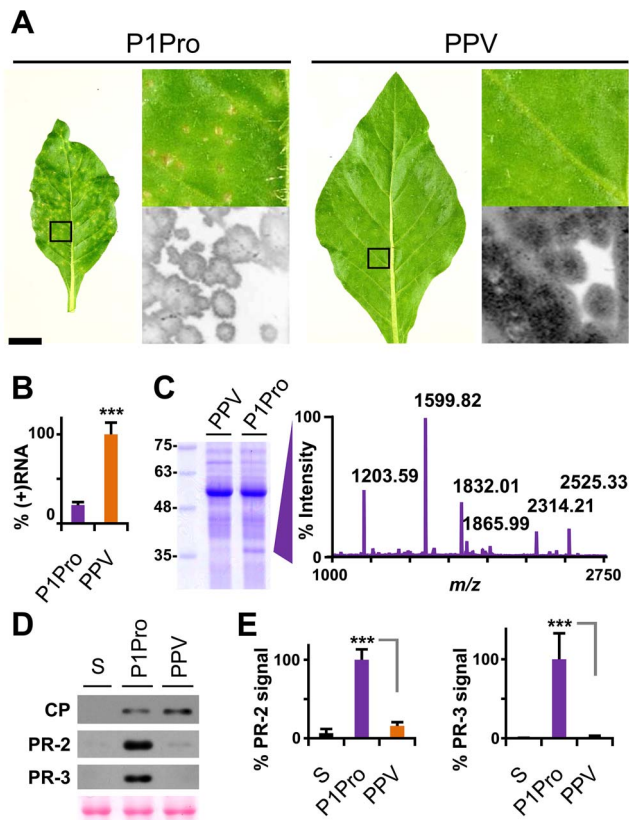 A
P1Pro PPV
B
% (+)RNA
100
0
***
P1Pro
PPV
C
PPV
P1Pro
75-
63-
48-
35-
% Intensity
100
0
1203.59
1599.82
1832.01
1865.99
2314.21
2525.33
1000 2750
m/z
D
S P1Pro PPV
CP
PR-2
PR-3
E
% PR-2 signal
100
0
***
S
P1Pro
PPV
% PR-3 signal
100
0
***
S
P1Pro
PPV